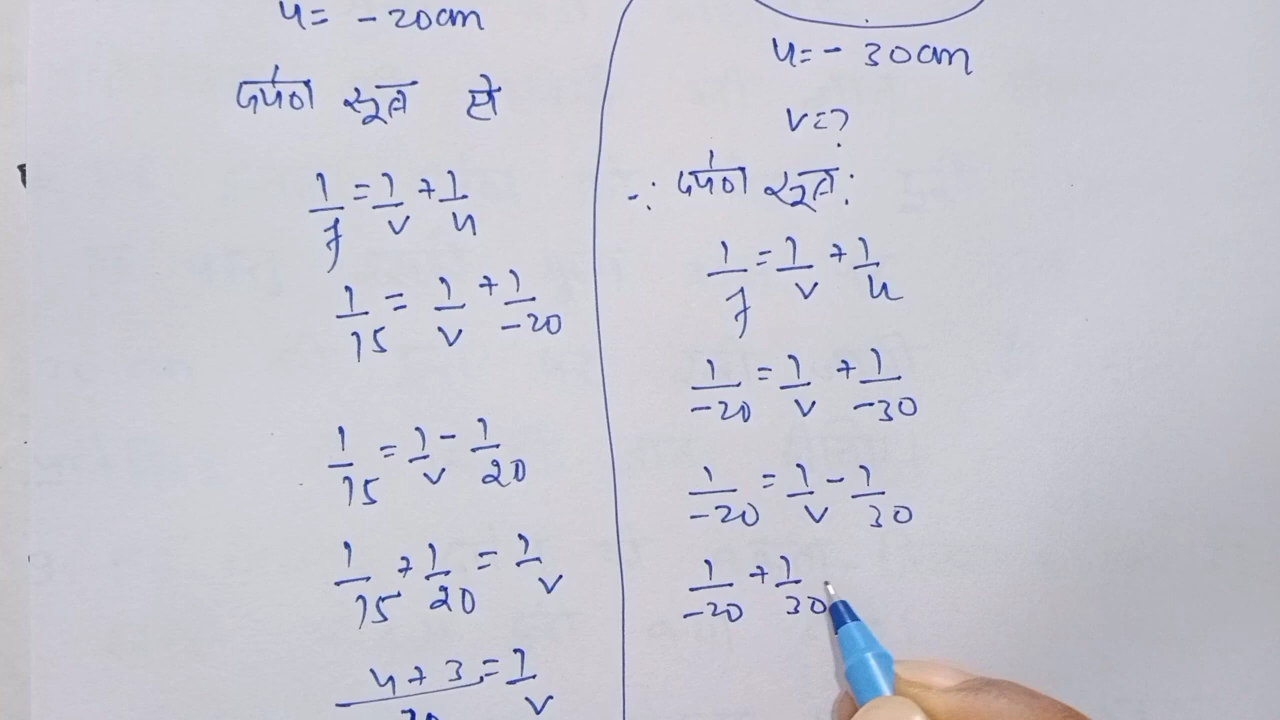 u = -20cm
दर्पण सूत्र से
1/f = 1/v + 1/u
1/15 = 1/v + 1/-20
1/15 = 1/v - 1/20
1/15 + 1/20 = 1/v
4+3/ = 1/v
u = -30cm
v = ?
∴ दर्पण सूत्र:
1/f = 1/v + 1/u
1/-20 = 1/v + 1/-30
1/-20 = 1/v - 1/30
1/-20 + 1/30